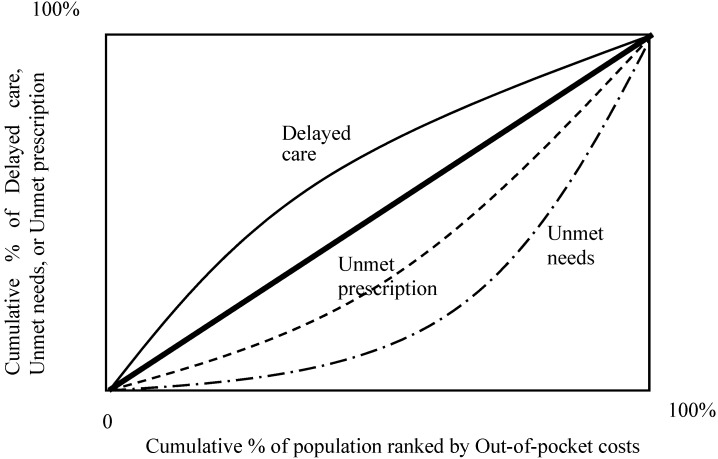 100%
Cumulative % of Delayed care,
Unmet needs, or Unmet prescription
Delayed
care
Unmet
prescription
Unmet
needs
0
100%
Cumulative % of population ranked by Out-of-pocket costs